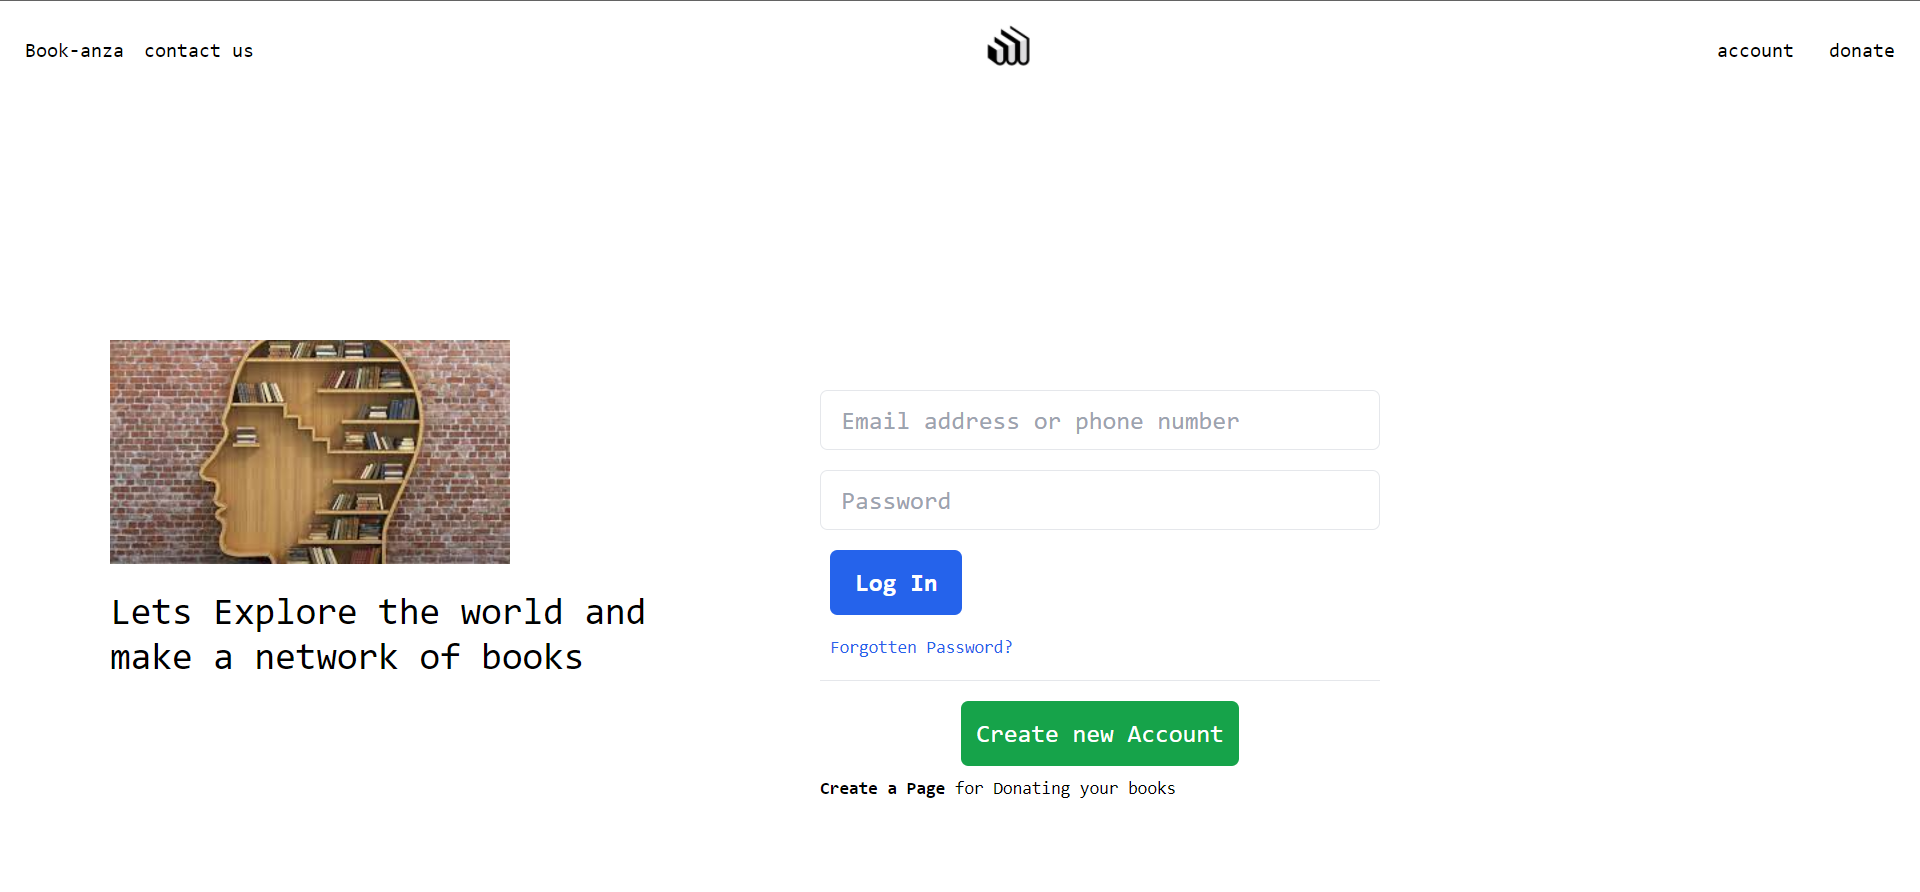 Book-anza contact us account donate
Lets Explore the world and
make a network of books
Email address or phone number
Password
Log In
Forgotten Password?
Create new Account
Create a Page for Donating your books